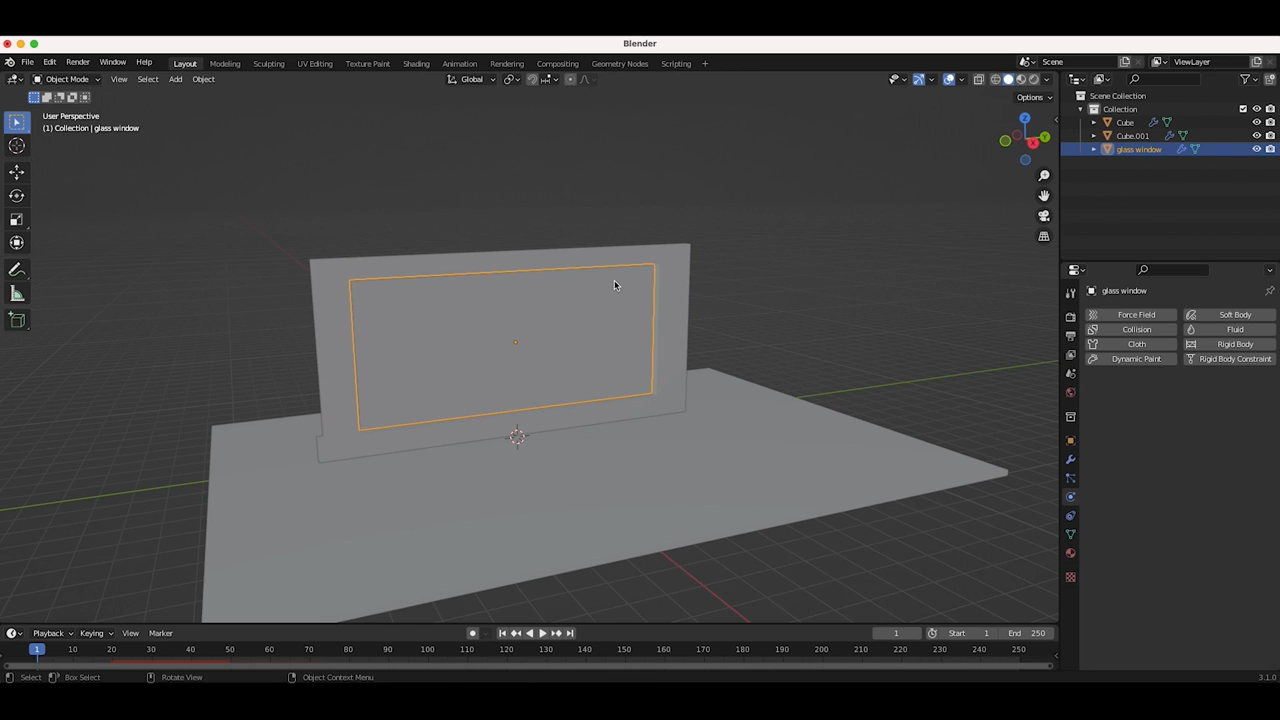 Blender
File Edit Render Window Help Layout Modeling Sculpting UV Editing Texture Paint Shading Animation Rendering Compositing Geometry Nodes Scripting + Scene ViewLayer
Object Mode View Select Add Object Global
Options
User Perspective
(1) Collection | glass window
Z
Y
X
Scene Collection
Collection
Cube
Cube.001
glass window
glass window
Force Field Soft Body
Collision Fluid
Cloth Rigid Body
Dynamic Paint Rigid Body Constraint
Playback Keying View Marker 1 Start 1 End 250
1 10 20 30 40 50 60 70 80 90 100 110 120 130 140 150 160 170 180 190 200 210 220 230 240 250
Select Box Select Rotate View Object Context Menu 3.1.0